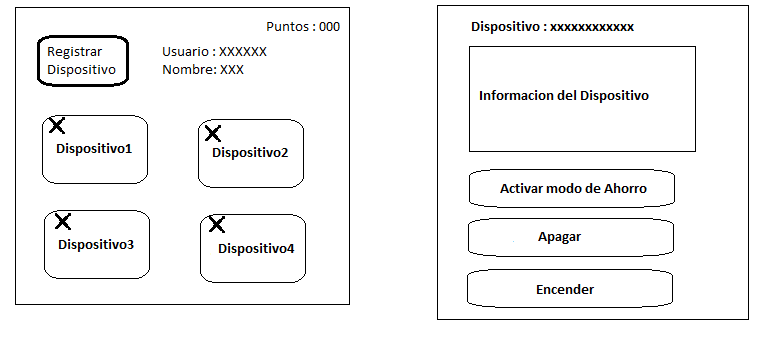 Puntos : 000
Registrar
Dispositivo
Usuario : XXXXXX
Nombre: XXX
Dispositivo1
Dispositivo2
Dispositivo3
Dispositivo4
Dispositivo : xxxxxxxxxxxx
Informacion del Dispositivo
Activar modo de Ahorro
Apagar
Encender